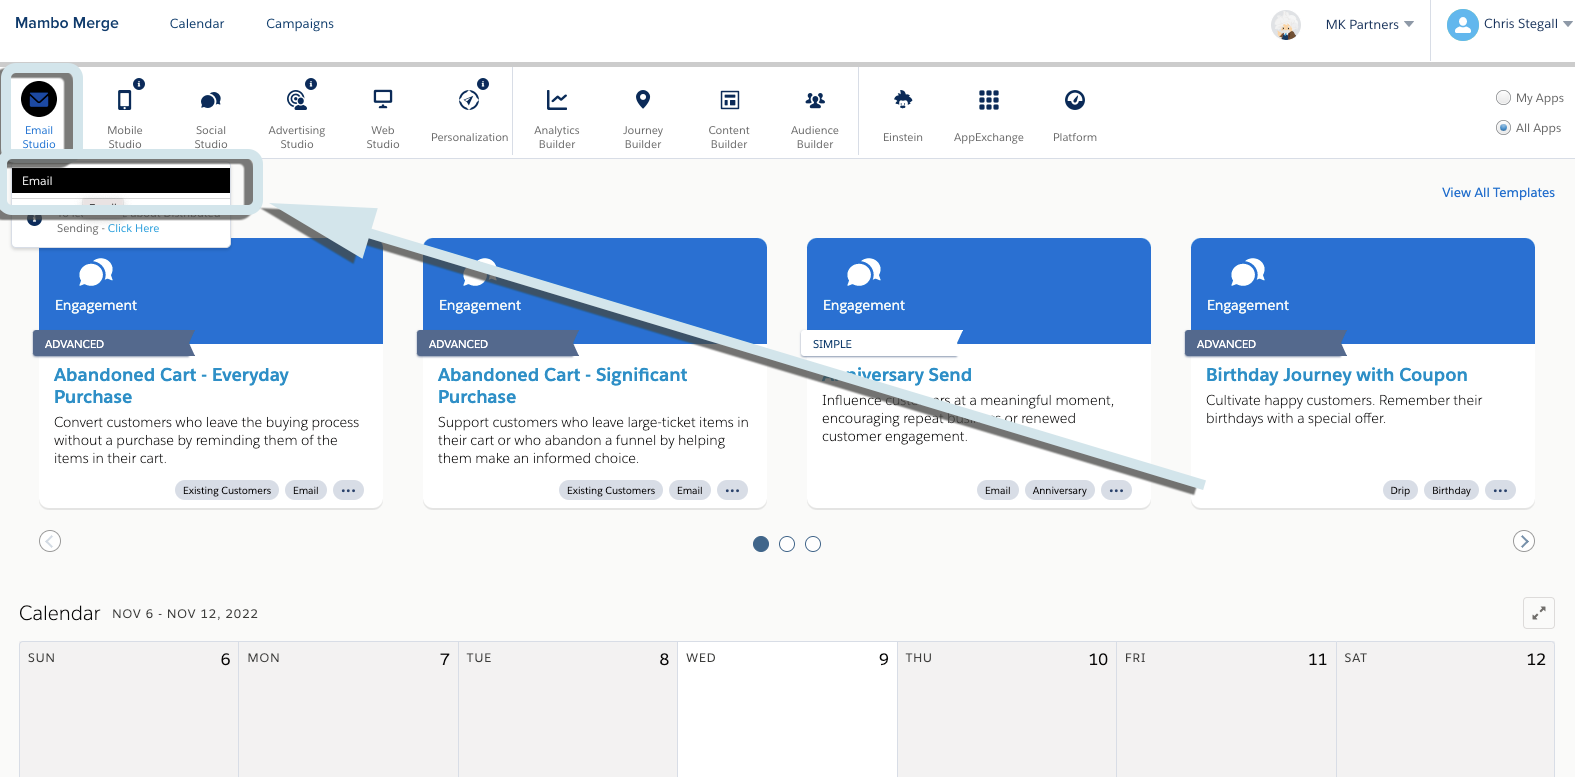 Mambo Merge
Calendar
Campaigns
MK Partners
Chris Stegall
Email
Studio
Mobile
Studio
Social
Studio
Advertising
Studio
Web
Studio
Personalization
Analytics
Builder
Journey
Builder
Content
Builder
Audience
Builder
Einstein
AppExchange
Platform
My Apps
All Apps
Email
Sending - Click Here
View All Templates
Engagement
ADVANCED
Abandoned Cart - Everyday
Purchase
Convert customers who leave the buying process
without a purchase by reminding them of the
items in their cart.
Existing Customers
Email
Engagement
ADVANCED
Abandoned Cart - Significant
Purchase
Support customers who leave large-ticket items in
their cart or who abandon a funnel by helping
them make an informed choice.
Existing Customers
Email
Engagement
SIMPLE
Anniversary Send
Influence customers at a meaningful moment,
encouraging repeat business or renewed
customer engagement.
Email
Anniversary
Engagement
ADVANCED
Birthday Journey with Coupon
Cultivate happy customers. Remember their
birthdays with a special offer.
Drip
Birthday
Calendar NOV 6 - NOV 12, 2022
SUN 6
MON 7
TUE 8
WED 9
THU 10
FRI 11
SAT 12